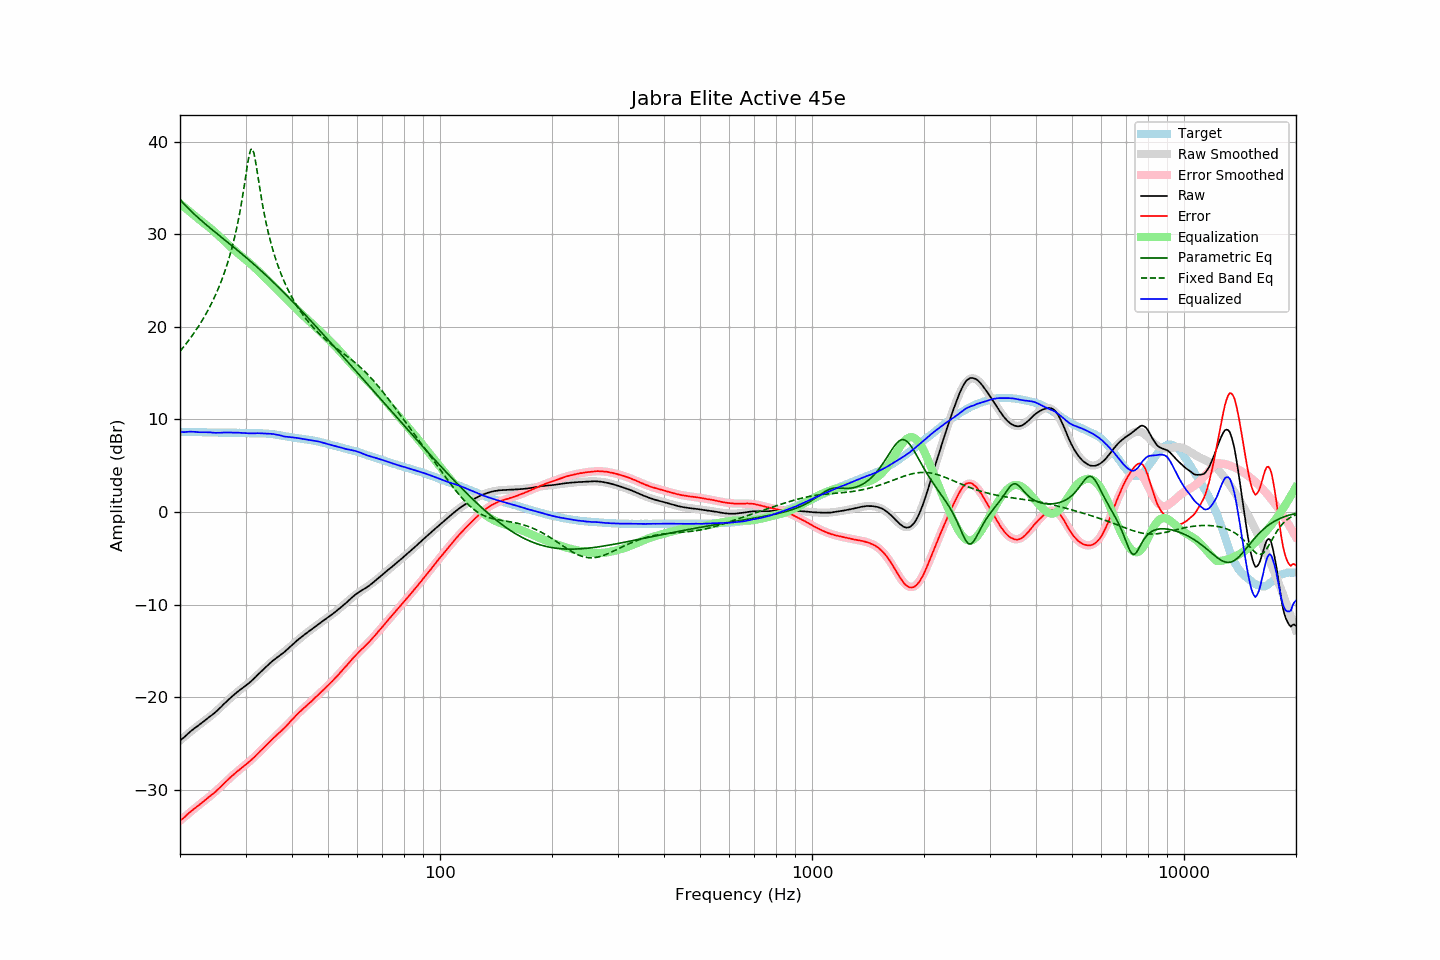 Jabra Elite Active 45e
Amplitude (dBr)
40
30
20
10
0
−10
−20
−30
100
1000
10000
Frequency (Hz)
Target
Raw Smoothed
Error Smoothed
Raw
Error
Equalization
Parametric Eq
Fixed Band Eq
Equalized